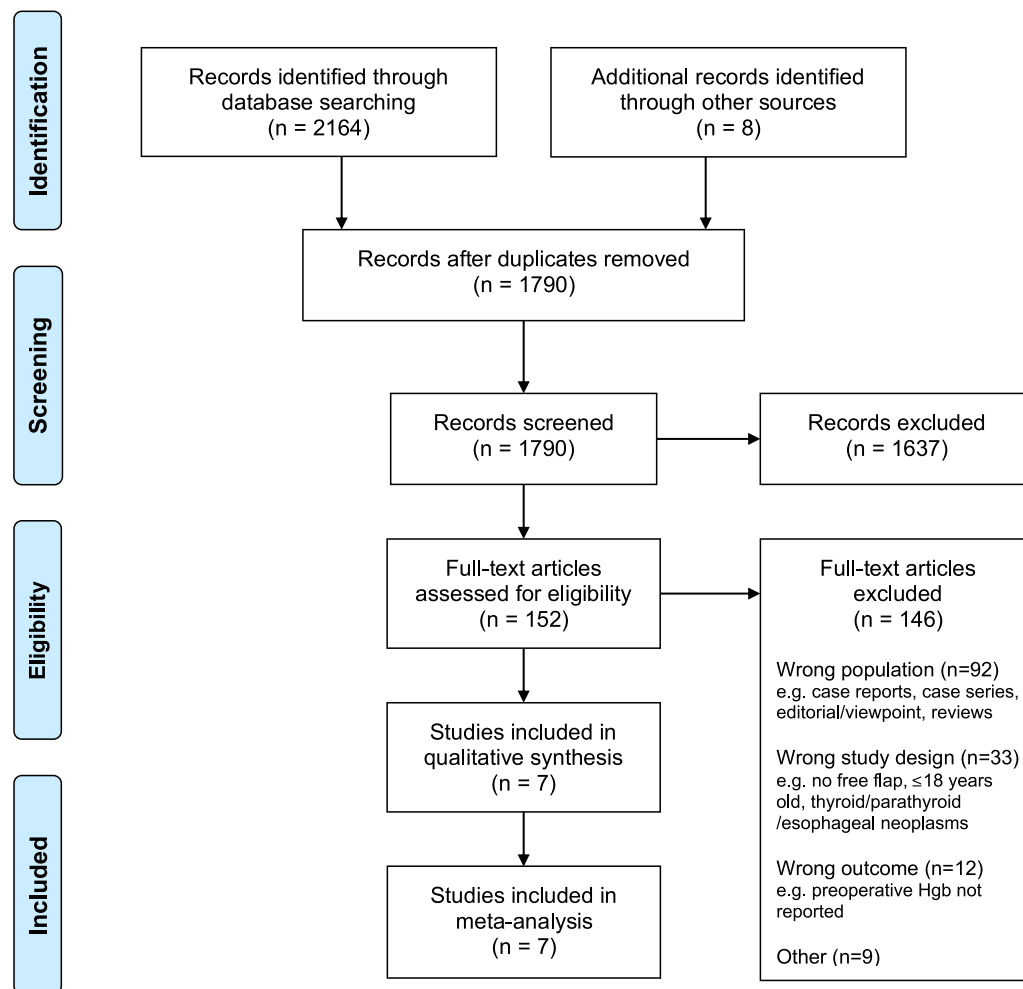 Identification
Records identified through
database searching
(n = 2164)
Additional records identified
through other sources
(n = 8)
Records after duplicates removed
(n = 1790)
Screening
Records screened
(n = 1790)
Records excluded
(n = 1637)
Eligibility
Full-text articles
assessed for eligibility
(n = 152)
Full-text articles
excluded
(n = 146)
Wrong population (n=92)
e.g. case reports, case series,
editorial/viewpoint, reviews
Wrong study design (n=33)
e.g. no free flap, ≤18 years
old, thyroid/parathyroid
/esophageal neoplasms
Wrong outcome (n=12)
e.g. preoperative Hgb not
reported
Other (n=9)
Studies included in
qualitative synthesis
(n = 7)
Included
Studies included in
meta-analysis
(n = 7)